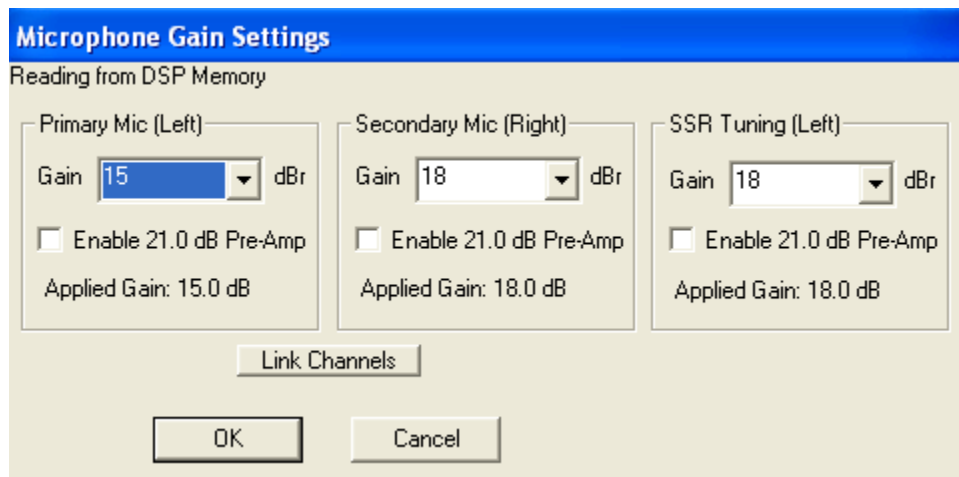 Microphone Gain Settings
Reading from DSP Memory
Primary Mic (Left)
Gain 15 dBr
Enable 21.0 dB Pre-Amp
Applied Gain: 15.0 dB
Secondary Mic (Right)
Gain 18 dBr
Enable 21.0 dB Pre-Amp
Applied Gain: 18.0 dB
SSR Tuning (Left)
Gain 18 dBr
Enable 21.0 dB Pre-Amp
Applied Gain: 18.0 dB
Link Channels
OK
Cancel